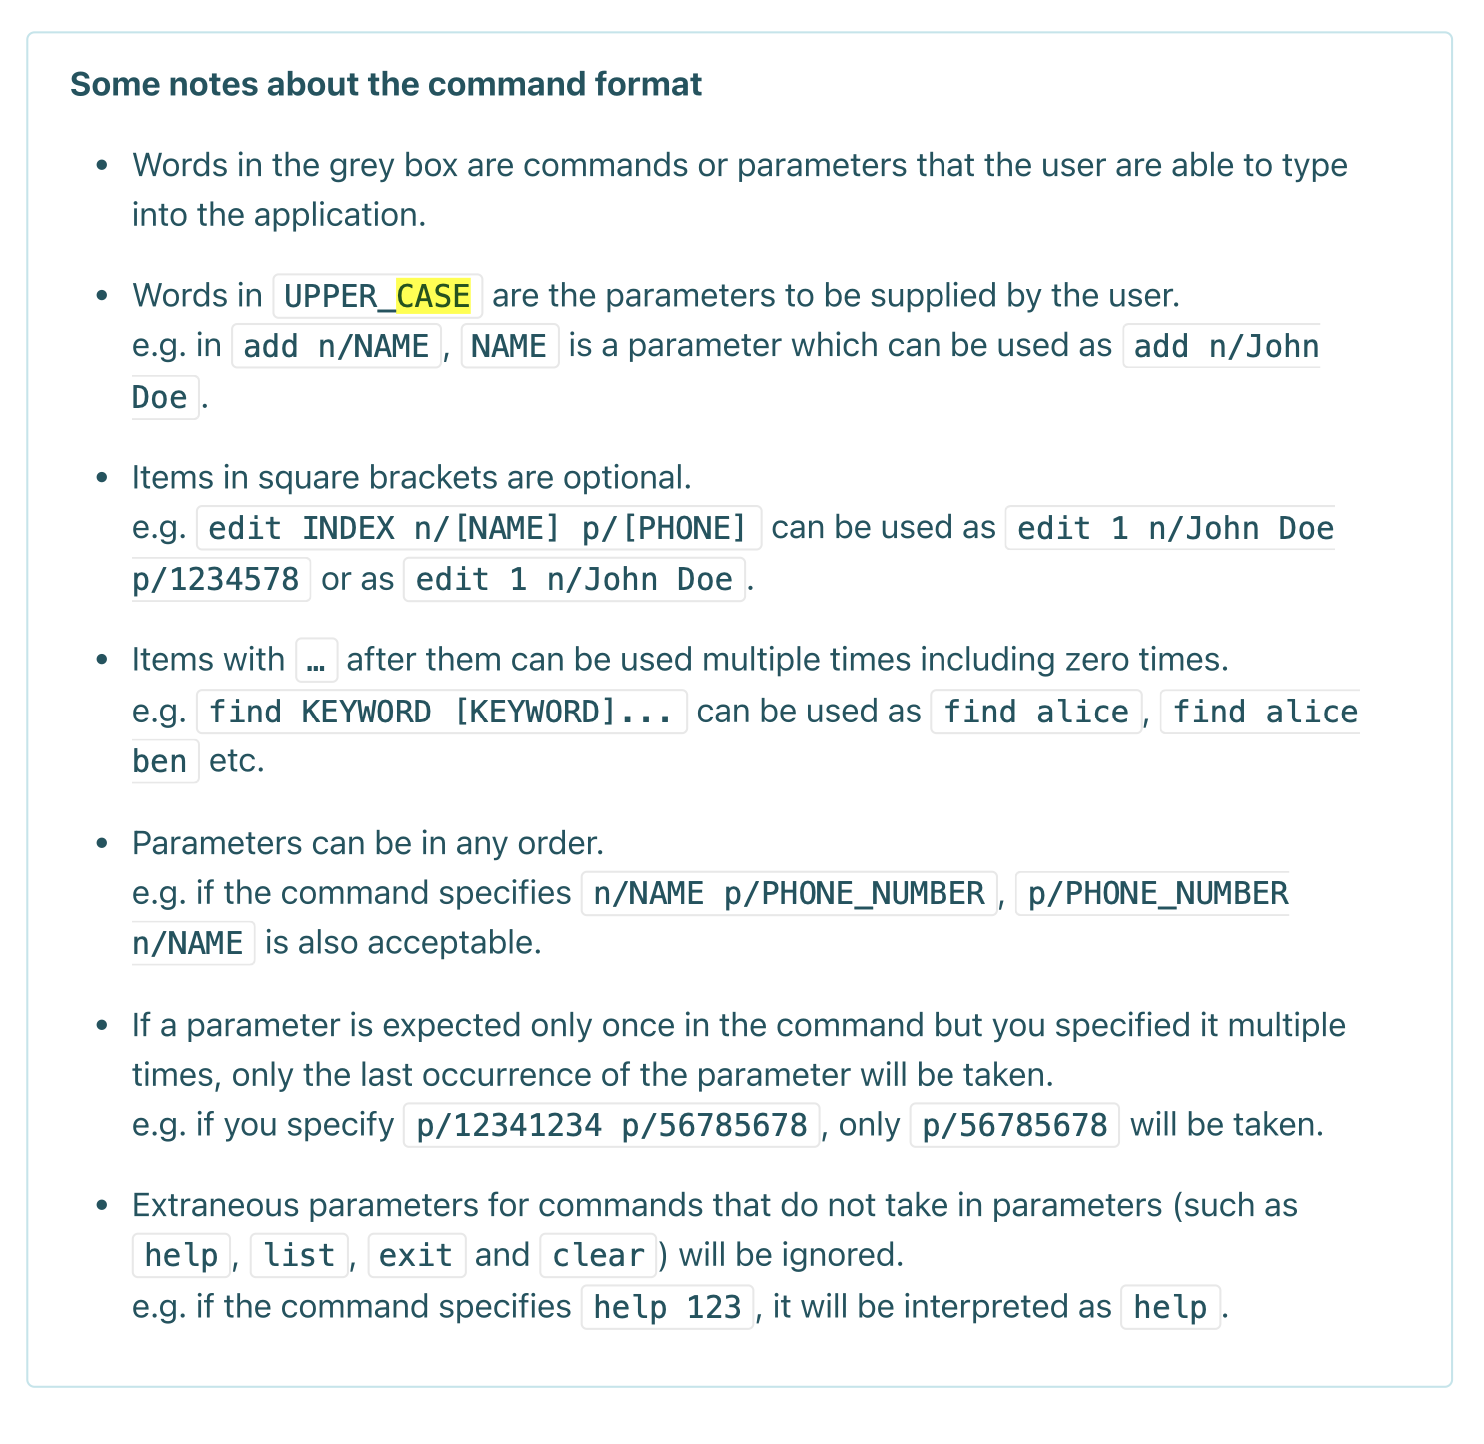 Some notes about the command format
• Words in the grey box are commands or parameters that the user are able to type
into the application.
• Words in UPPER_CASE are the parameters to be supplied by the user.
e.g. in add n/NAME, NAME is a parameter which can be used as add n/John
Doe.
• Items in square brackets are optional.
e.g. edit INDEX n/[NAME] p/[PHONE] can be used as edit 1 n/John Doe
p/1234578 or as edit 1 n/John Doe.
• Items with … after them can be used multiple times including zero times.
e.g. find KEYWORD [KEYWORD]... can be used as find alice, find alice
ben etc.
• Parameters can be in any order.
e.g. if the command specifies n/NAME p/PHONE_NUMBER, p/PHONE_NUMBER
n/NAME is also acceptable.
• If a parameter is expected only once in the command but you specified it multiple
times, only the last occurrence of the parameter will be taken.
e.g. if you specify p/12341234 p/56785678, only p/56785678 will be taken.
• Extraneous parameters for commands that do not take in parameters (such as
help, list, exit and clear) will be ignored.
e.g. if the command specifies help 123, it will be interpreted as help.